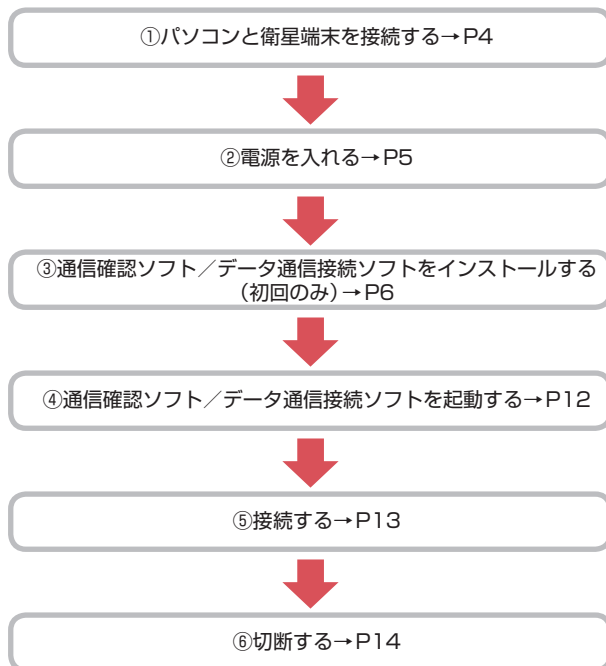 ①パソコンと衛星端末を接続する→P4
②電源を入れる→P5
③通信確認ソフト／データ通信接続ソフトをインストールする
（初回のみ）→P6
④通信確認ソフト／データ通信接続ソフトを起動する→P12
⑤接続する→P13
⑥切断する→P14